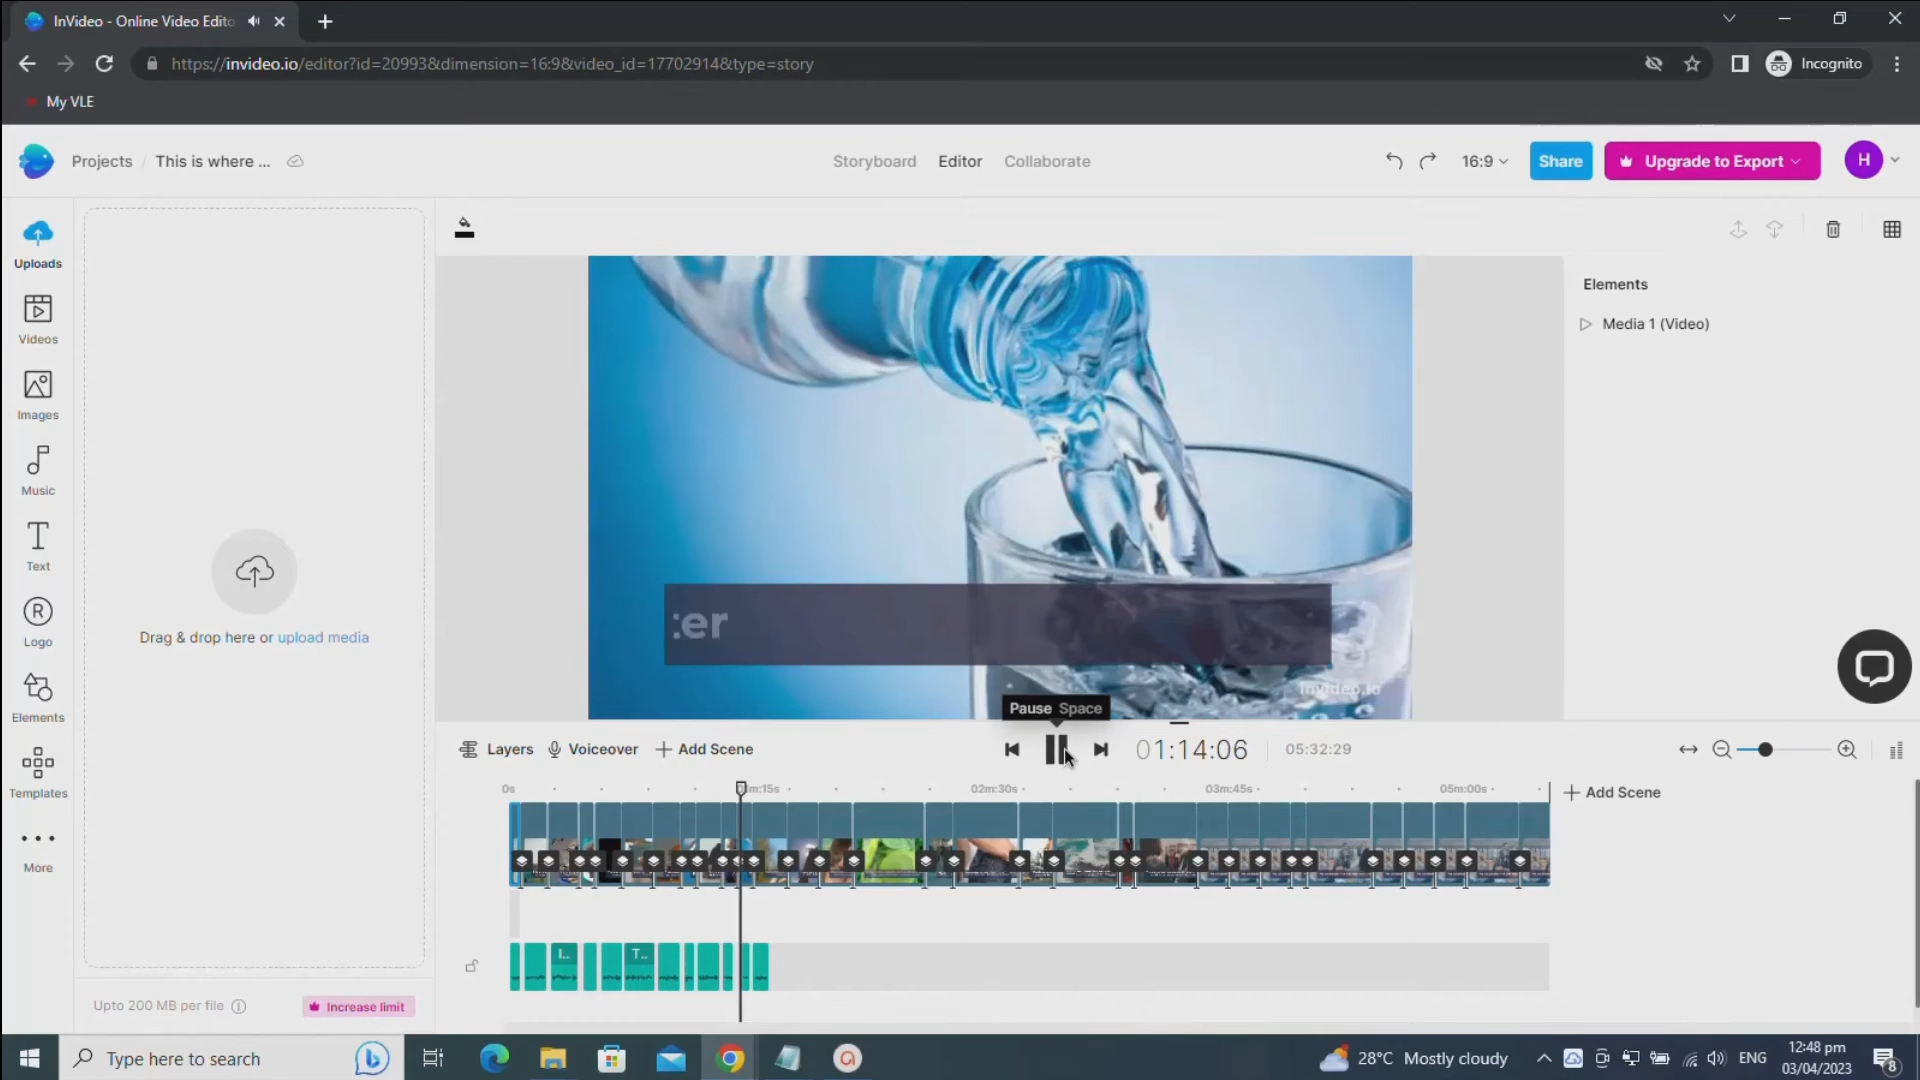 InVideo - Online Video Edito
https://invideo.io/editor?id=20993&dimension=16:9&video_id=17702914&type=story
Incognito
My VLE
Projects / This is where ...
Storyboard Editor Collaborate
16:9
Share
Upgrade to Export
H
Uploads
Videos
Images
Music
Text
Logo
Elements
Templates
More
Drag & drop here or upload media
Upto 200 MB per file
Increase limit
Elements
Media 1 (Video)
:er
invideo.io
Pause Space
Layers Voiceover + Add Scene
01:14:06 05:32:29
0s 02m:30s 03m:45s 05m:00s
+ Add Scene
I.. T..
Type here to search
28°C Mostly cloudy
ENG
12:48 pm
03/04/2023
8